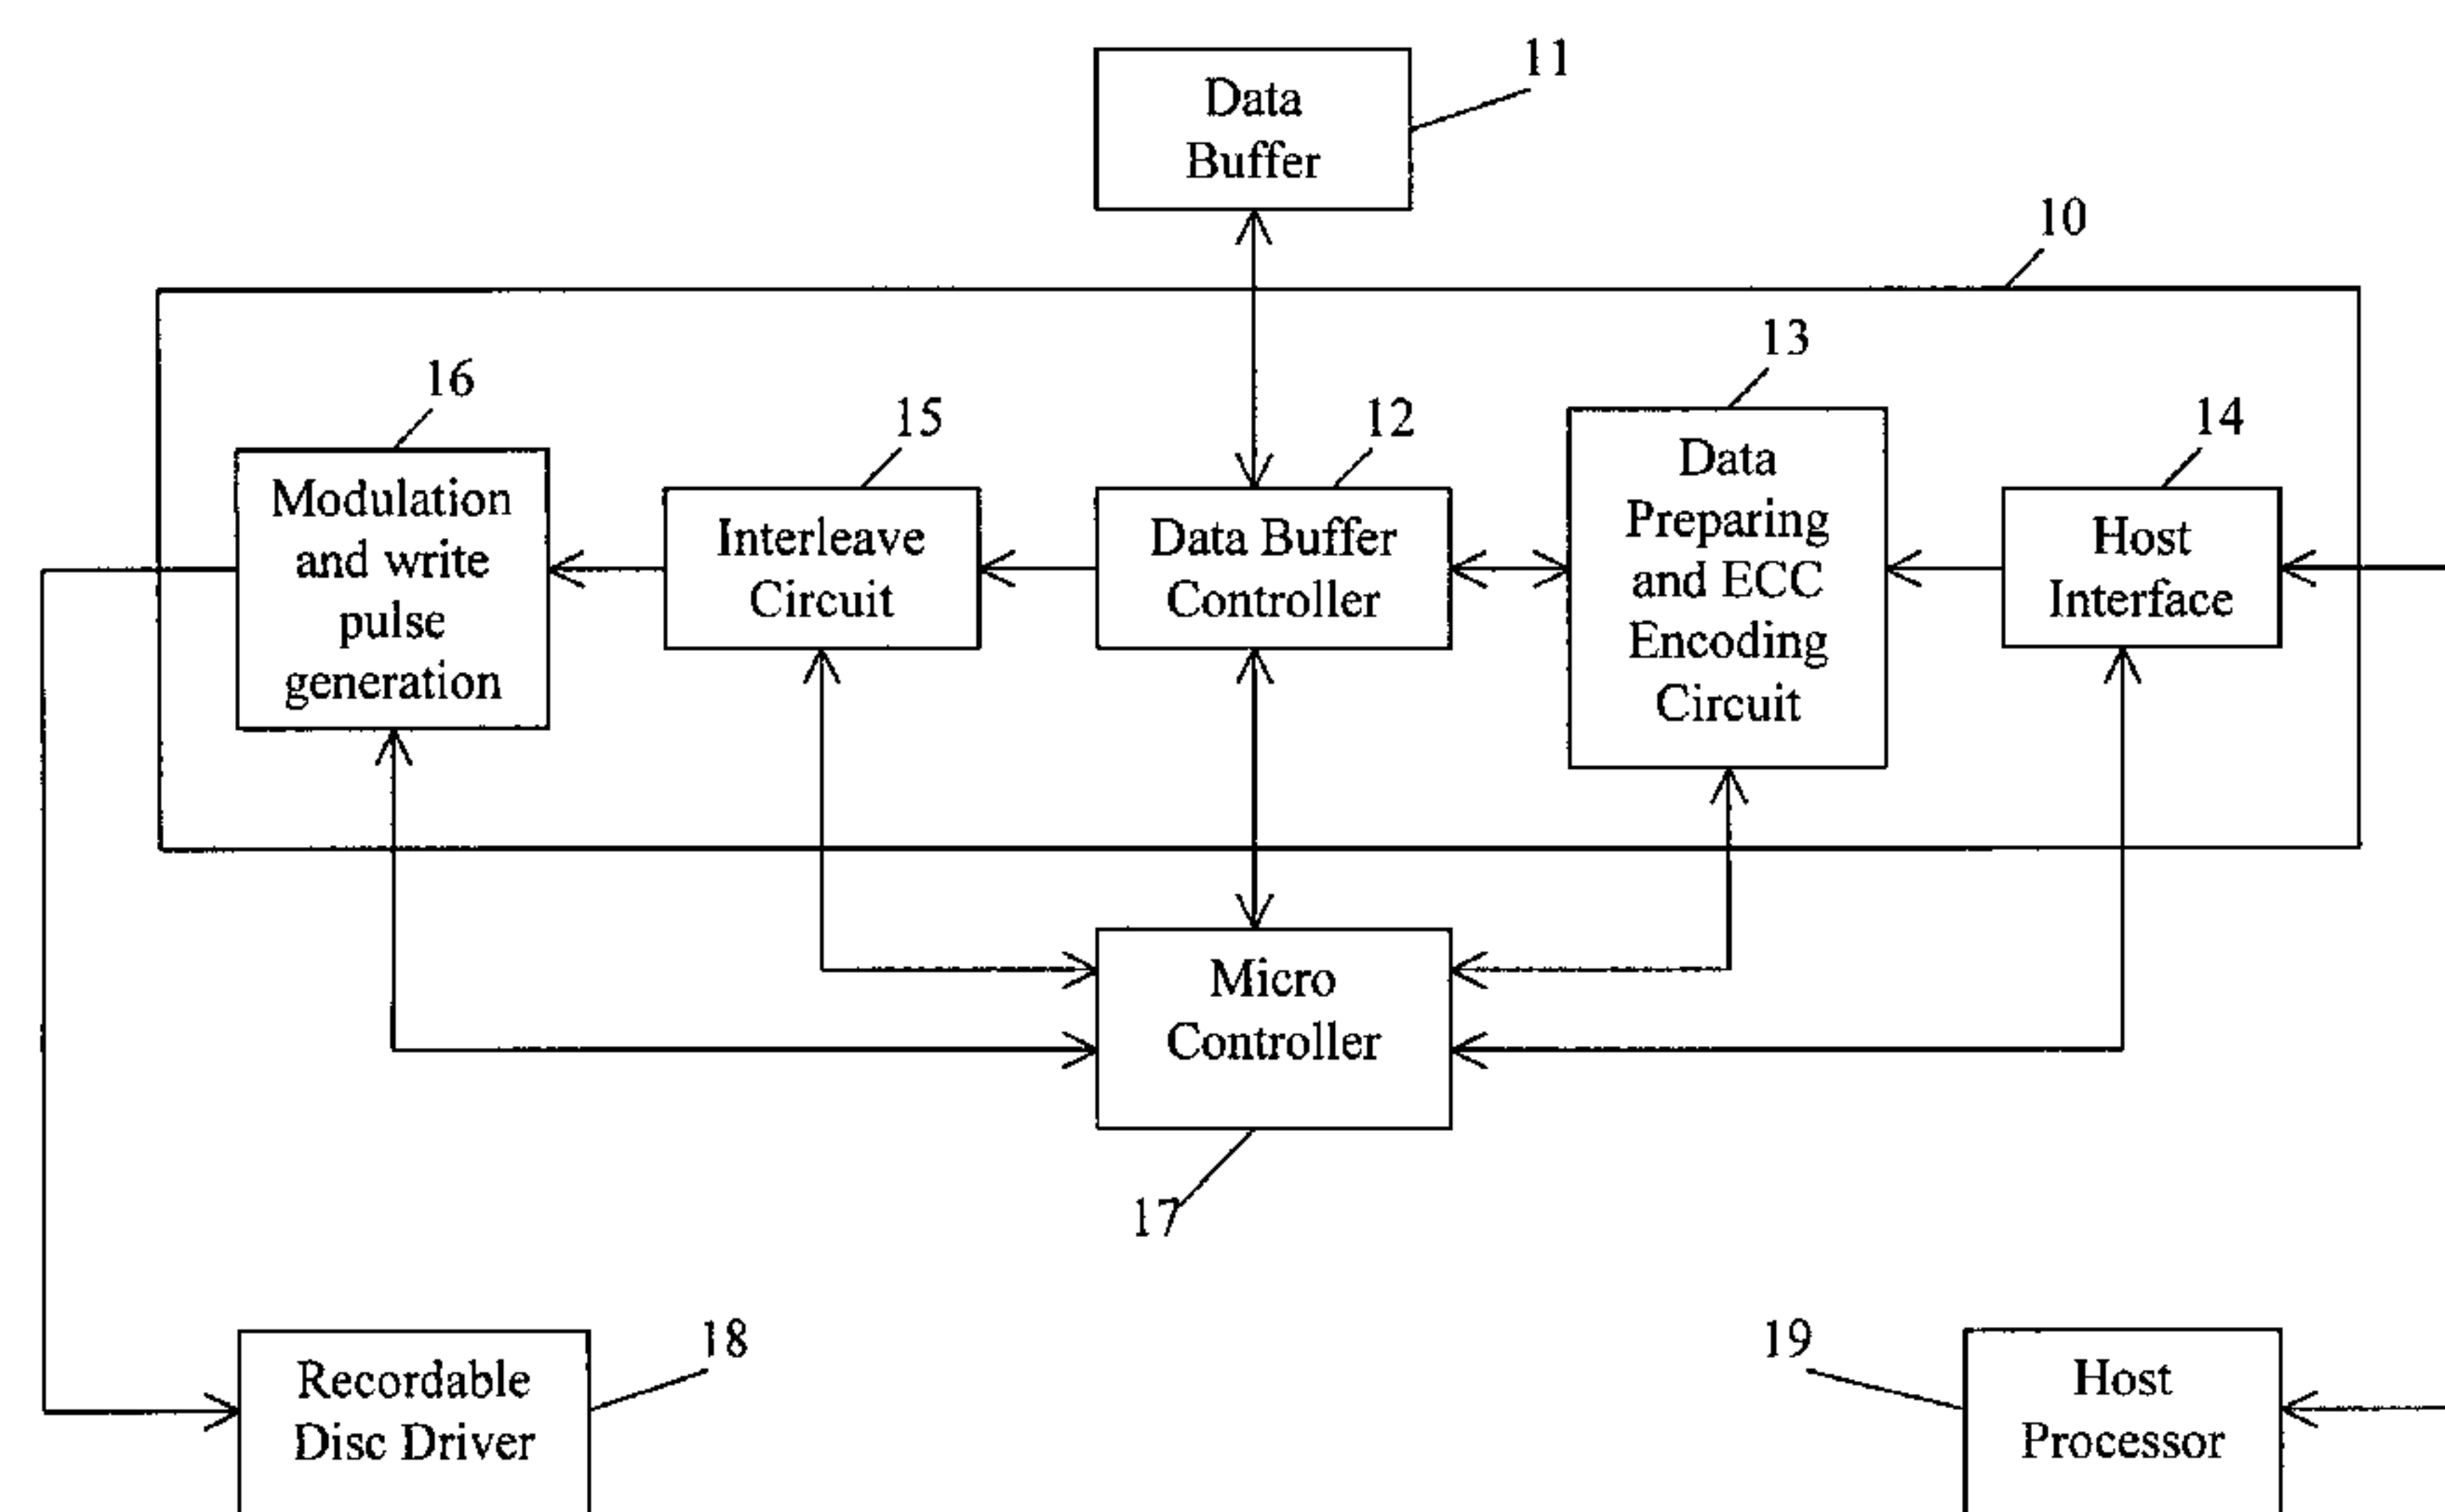 11
Data
Buffer
10
13
16
15
12
14
Data
Preparing
and ECC
Encoding
Circuit
Modulation
and write
pulse
generation
Interleave
Circuit
Data Buffer
Controller
Host
Interface
Micro
Controller
17
18
19
Recordable
Disc Driver
Host
Processor